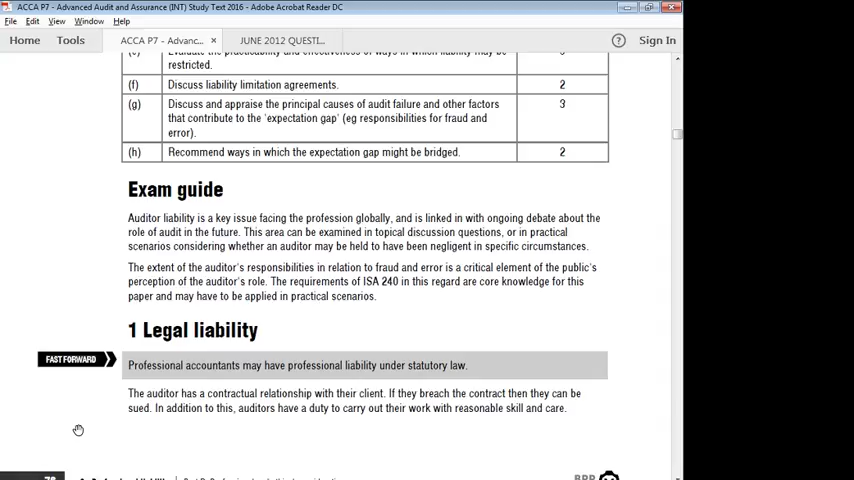 ACCA P7 - Advanced Audit and Assurance (INT) Study Text 2016 - Adobe Acrobat Reader DC
File Edit View Window Help
Home Tools ACCA P7 - Advanc... × JUNE 2012 QUESTI... Sign In
restricted.
(f) Discuss liability limitation agreements. 2
(g) Discuss and appraise the principal causes of audit failure and other factors 3
that contribute to the 'expectation gap' (eg responsibilities for fraud and
error).
(h) Recommend ways in which the expectation gap might be bridged. 2
Exam guide
Auditor liability is a key issue facing the profession globally, and is linked in with ongoing debate about the
role of audit in the future. This area can be examined in topical discussion questions, or in practical
scenarios considering whether an auditor may be held to have been negligent in specific circumstances.
The extent of the auditor's responsibilities in relation to fraud and error is a critical element of the public's
perception of the auditor's role. The requirements of ISA 240 in this regard are core knowledge for this
paper and may have to be applied in practical scenarios.
1 Legal liability
FAST FORWARD
Professional accountants may have professional liability under statutory law.
The auditor has a contractual relationship with their client. If they breach the contract then they can be
sued. In addition to this, auditors have a duty to carry out their work with reasonable skill and care.